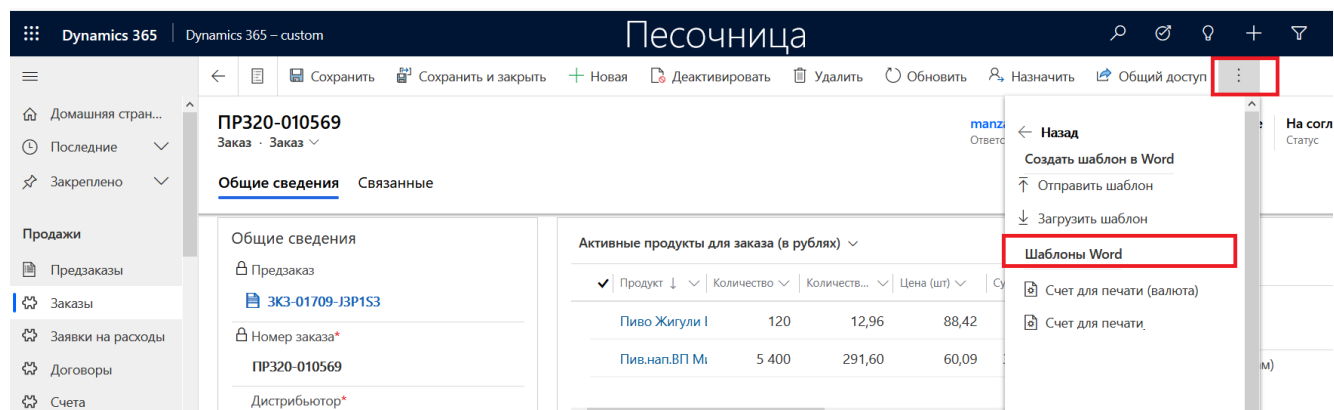 Dynamics 365 Dynamics 365 – custom Песочница
Сохранить Сохранить и закрыть Новая Деактивировать Удалить Обновить Назначить Общий доступ
Домашняя стран...
Последние
Закреплено
Продажи
Предзаказы
Заказы
Заявки на расходы
Договоры
Счета
ПР320-010569
Заказ · Заказ
На согл
Статус
Общие сведения Связанные
Общие сведения
Предзаказ
ЗКЗ-01709-J3P1S3
Номер заказа*
ПР320-010569
Дистрибьютор*
Активные продукты для заказа (в рублях)
Продукт Количество Количеств... Цена (шт)
Пиво Жигули 120 12,96 88,42
Пив.нап.ВП 5 400 291,60 60,09
Назад
Создать шаблон в Word
Отправить шаблон
Загрузить шаблон
Шаблоны Word
Счет для печати (валюта)
Счет для печати